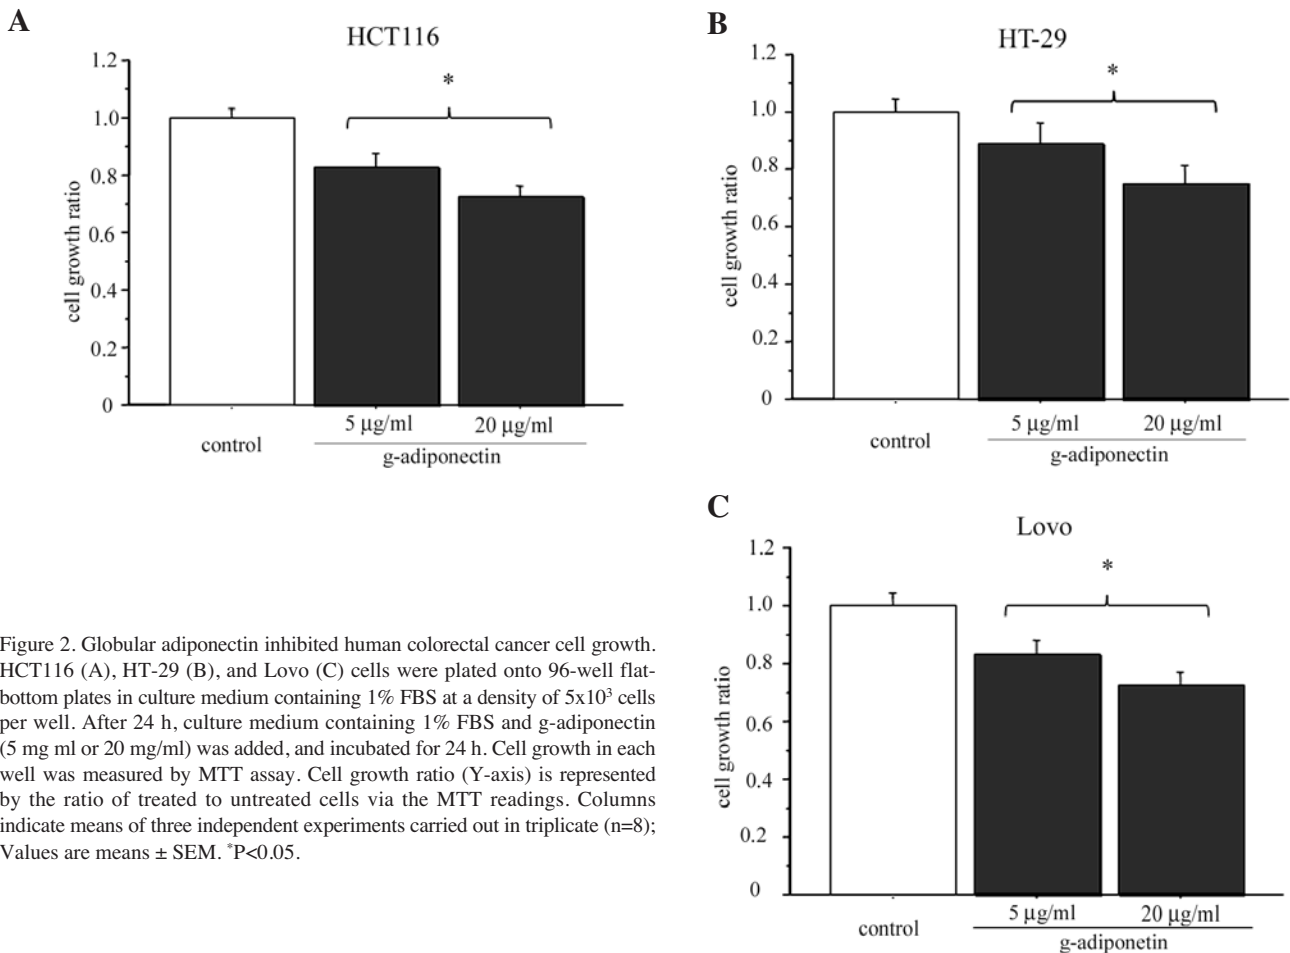 A
HCT116
1.2
1.0
0.8
0.6
0.4
0.2
0
cell growth ratio
*
control
5 µg/ml
20 µg/ml
g-adiponectin
B
HT-29
1.2
1.0
0.8
0.6
0.4
0.2
0
cell growth ratio
*
control
5 µg/ml
20 µg/ml
g-adiponectin
C
Lovo
1.2
1.0
0.8
0.6
0.4
0.2
0
cell growth ratio
*
control
5 µg/ml
20 µg/ml
g-adiponetin
Figure 2. Globular adiponectin inhibited human colorectal cancer cell growth.
HCT116 (A), HT-29 (B), and Lovo (C) cells were plated onto 96-well flat-
bottom plates in culture medium containing 1% FBS at a density of 5x10³ cells
per well. After 24 h, culture medium containing 1% FBS and g-adiponectin
(5 mg ml or 20 mg/ml) was added, and incubated for 24 h. Cell growth in each
well was measured by MTT assay. Cell growth ratio (Y-axis) is represented
by the ratio of treated to untreated cells via the MTT readings. Columns
indicate means of three independent experiments carried out in triplicate (n=8);
Values are means ± SEM. *P<0.05.